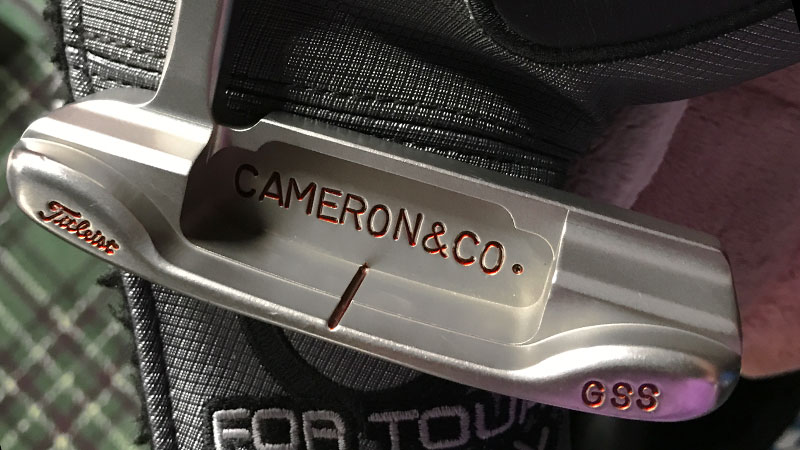 CAMERON&CO.
Titleist
GSS
FOR TOUR